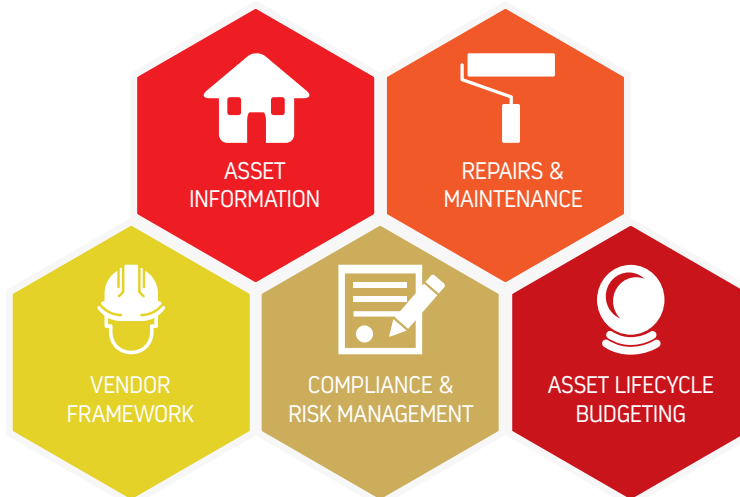 ASSET
INFORMATION
REPAIRS &
MAINTENANCE
VENDOR
FRAMEWORK
COMPLIANCE &
RISK MANAGEMENT
ASSET LIFECYCLE
BUDGETING